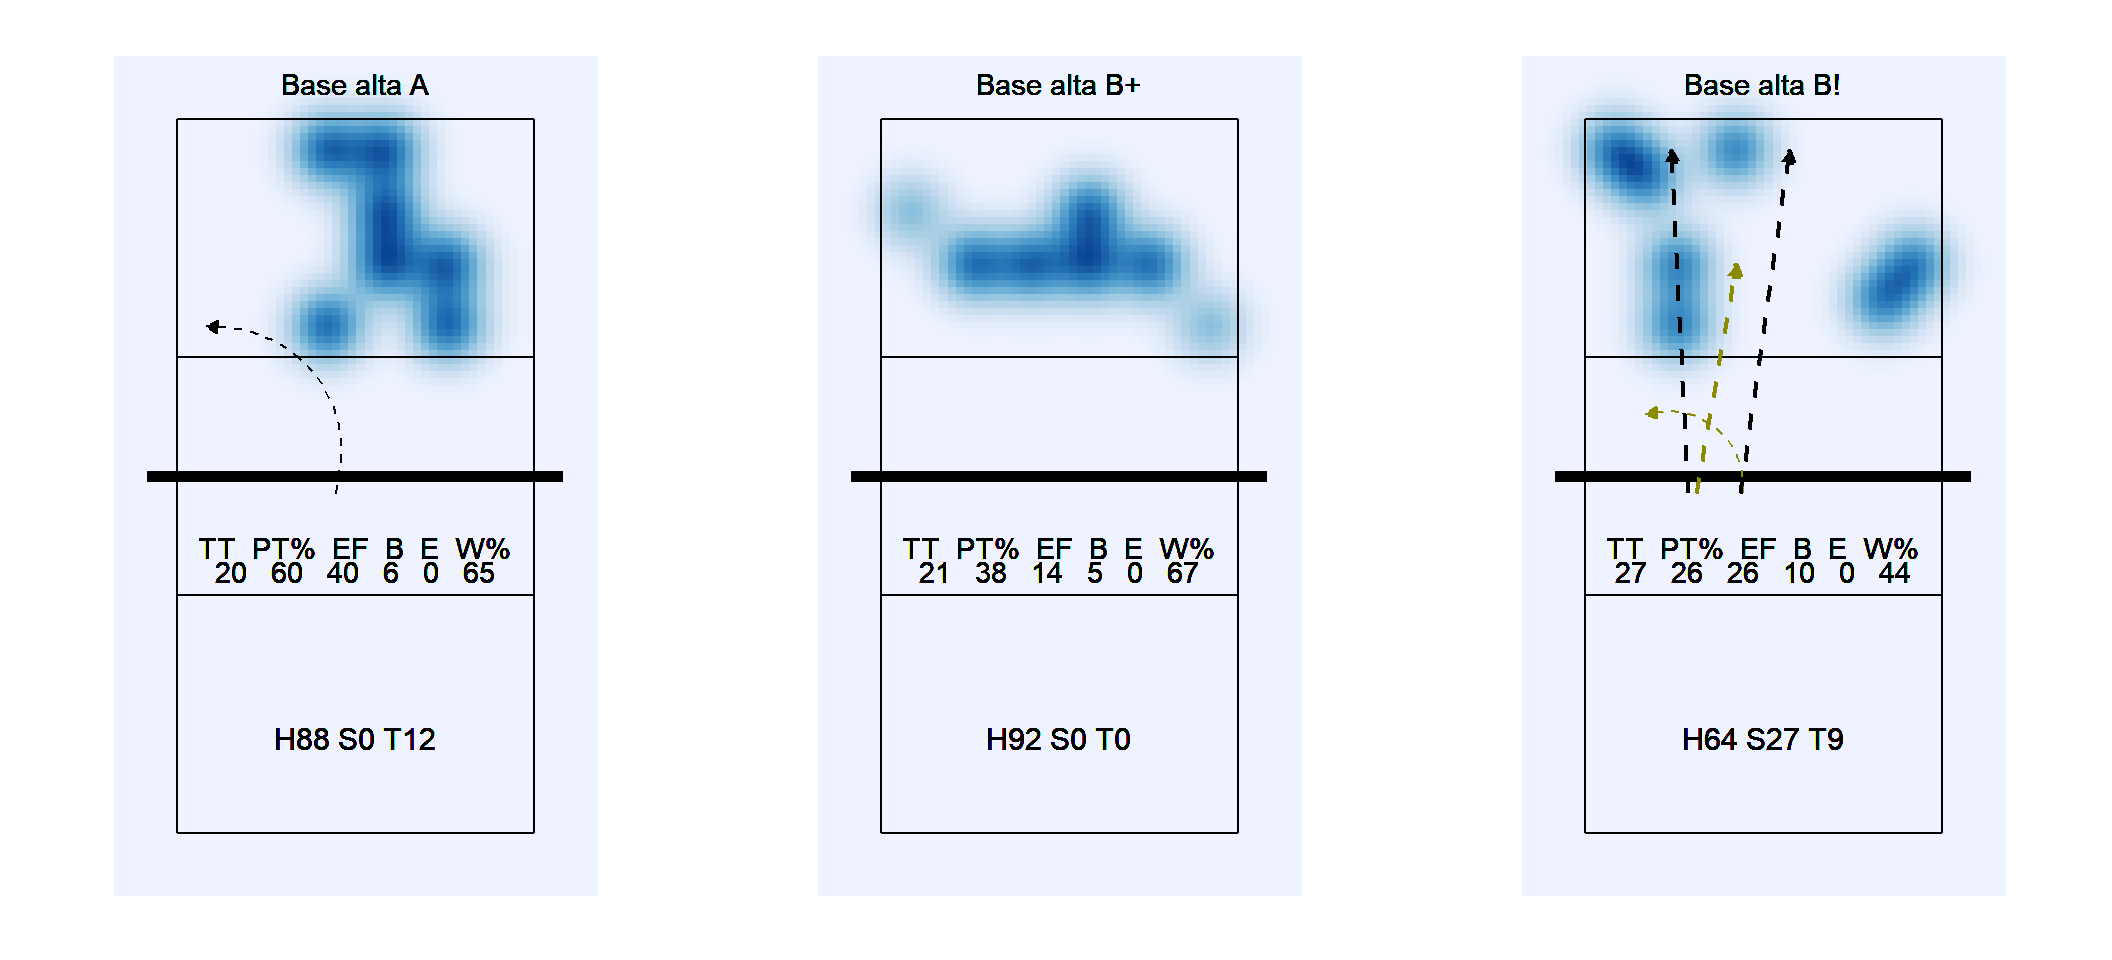 Base alta A
TT PT% EF B E W%
20 60 40 6 0 65
H88 S0 T12
Base alta B+
TT PT% EF B E W%
21 38 14 5 0 67
H92 S0 T0
Base alta B!
TT PT% EF B E W%
27 26 26 10 0 44
H64 S27 T9